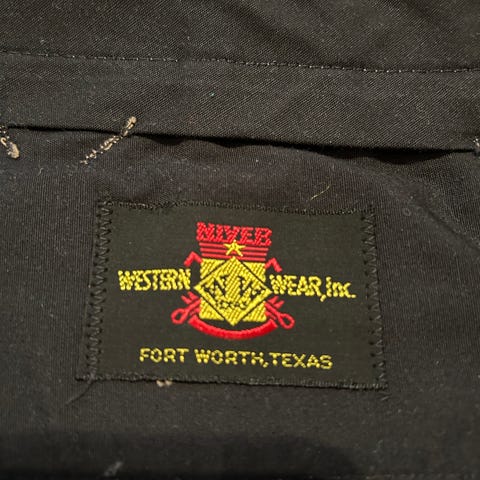 NIVER
WESTERN WEAR, Inc.
FORT WORTH, TEXAS